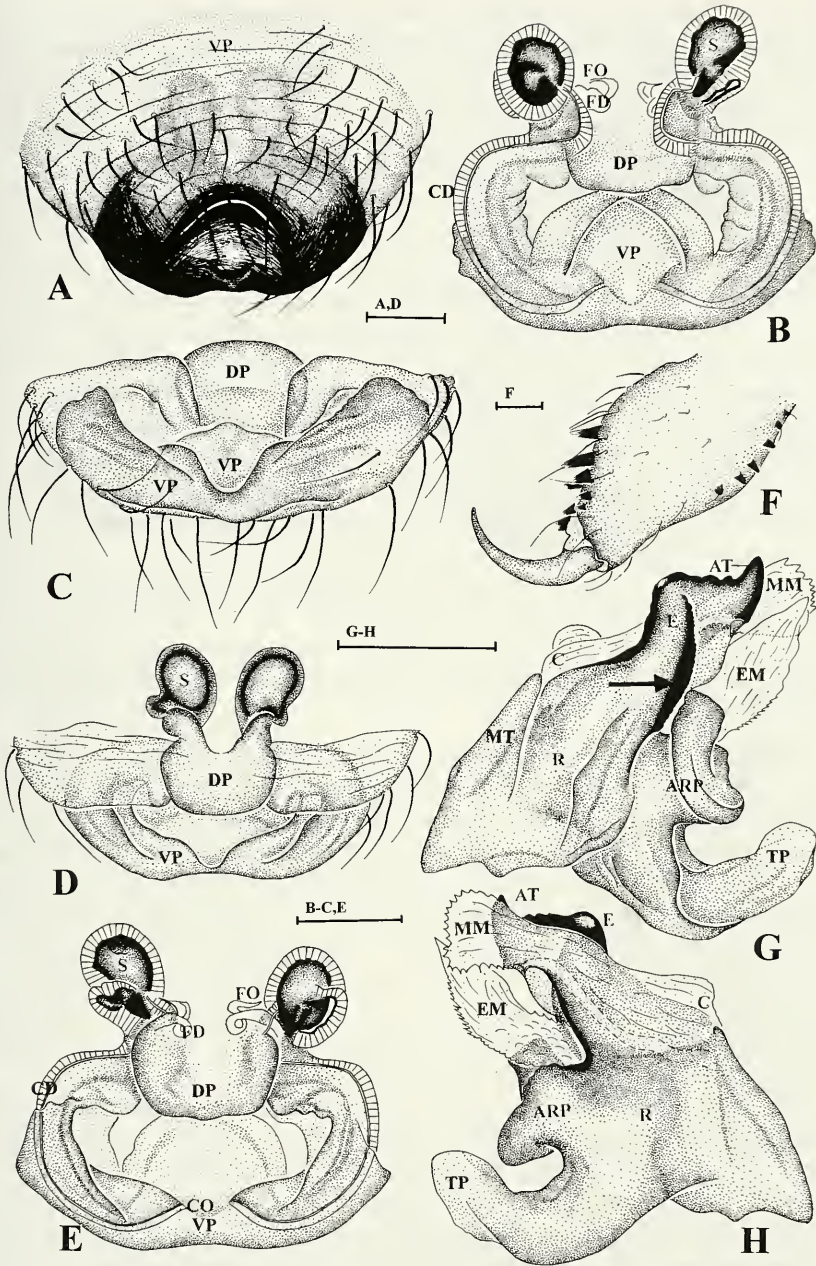 VP
A
A,D
S
FO
FD
DP
CD
VP
B
DP
VP
VP
C
F
F
G-H
S
DP
VP
D
AT
MM
E
C
EM
MT
R
ARP
TP
G
B-C,E
S
FO
FD
CD
DP
CO
VP
E
AT
E
MM
EM
C
ARP
R
TP
H